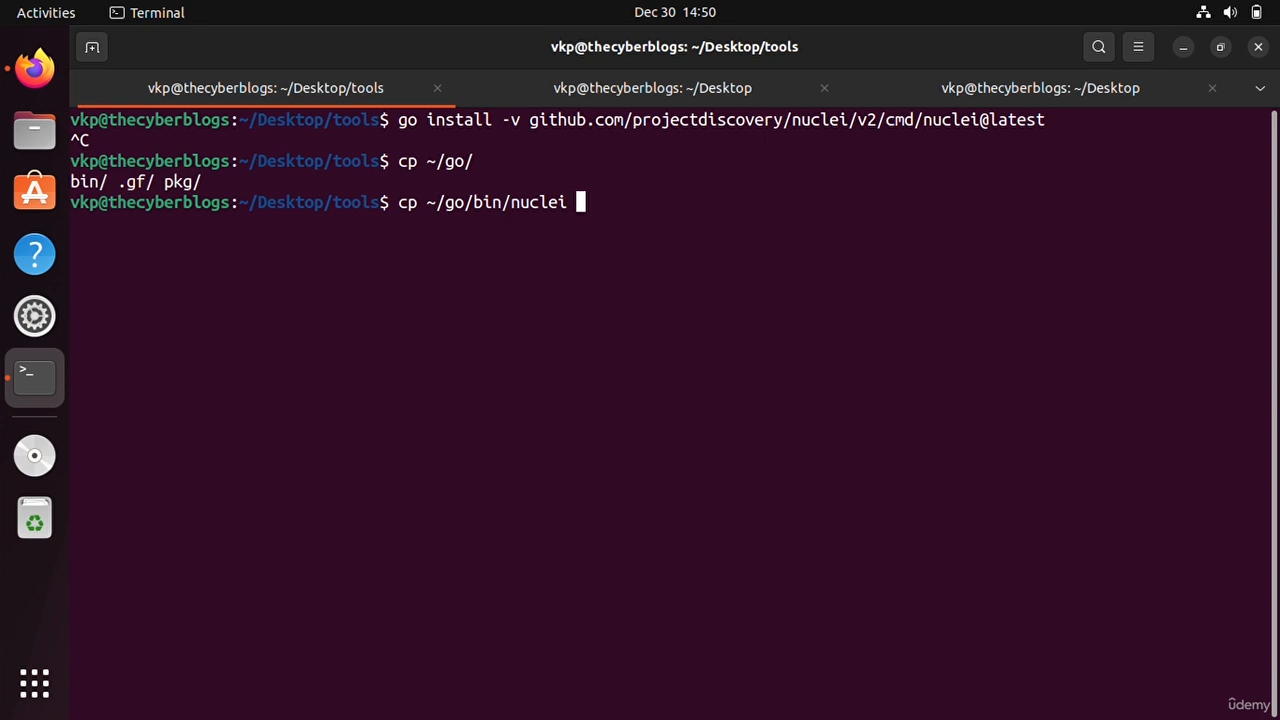 Activities
Terminal
Dec 30 14:50
vkp@thecyberblogs: ~/Desktop/tools
vkp@thecyberblogs: ~/Desktop/tools
vkp@thecyberblogs: ~/Desktop
vkp@thecyberblogs: ~/Desktop
vkp@thecyberblogs:~/Desktop/tools$ go install -v github.com/projectdiscovery/nuclei/v2/cmd/nuclei@latest
^C
vkp@thecyberblogs:~/Desktop/tools$ cp ~/go/
bin/ .gf/ pkg/
vkp@thecyberblogs:~/Desktop/tools$ cp ~/go/bin/nuclei
udemy